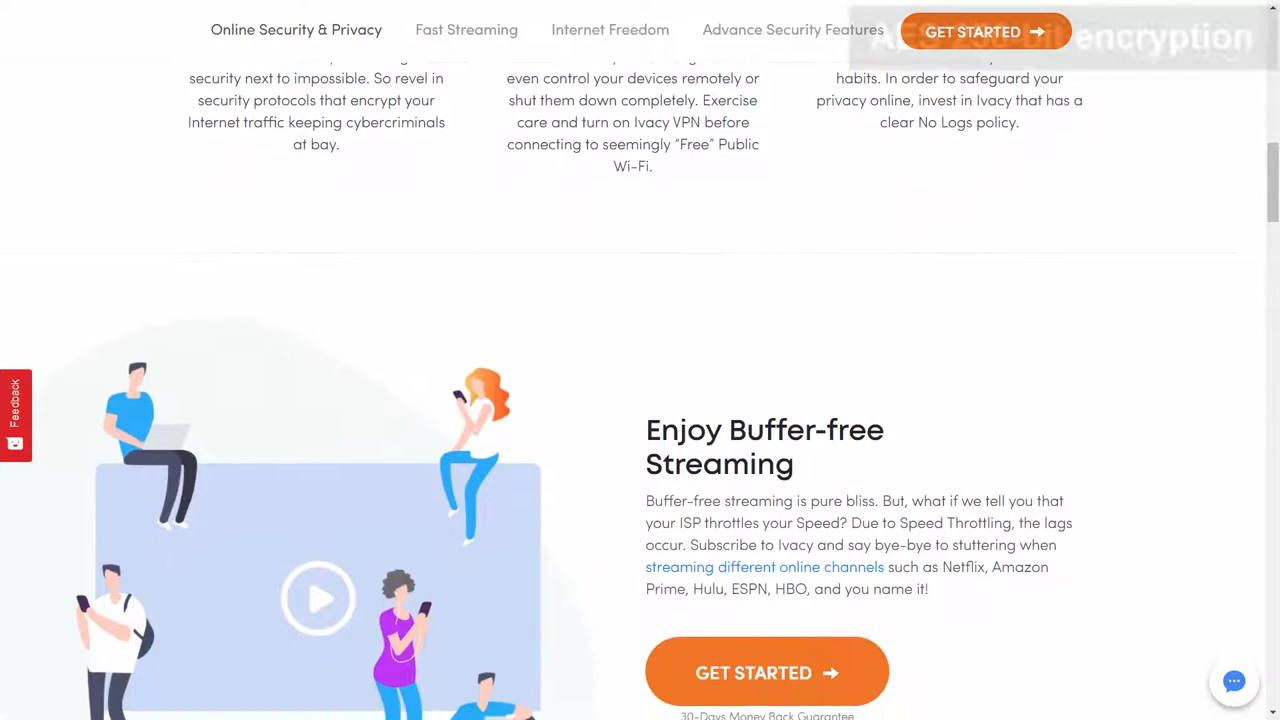 Online Security & Privacy
Fast Streaming
Internet Freedom
Advance Security Features
GET STARTED
encryption
security next to impossible. So revel in
security protocols that encrypt your
Internet traffic keeping cybercriminals
at bay.
even control your devices remotely or
shut them down completely. Exercise
care and turn on Ivacy VPN before
connecting to seemingly “Free” Public
Wi-Fi.
habits. In order to safeguard your
privacy online, invest in Ivacy that has a
clear No Logs policy.
Feedback
Enjoy Buffer-free
Streaming
Buffer-free streaming is pure bliss. But, what if we tell you that
your ISP throttles your Speed? Due to Speed Throttling, the lags
occur. Subscribe to Ivacy and say bye-bye to stuttering when
streaming different online channels such as Netflix, Amazon
Prime, Hulu, ESPN, HBO, and you name it!
GET STARTED
30-Days Money Back Guarantee